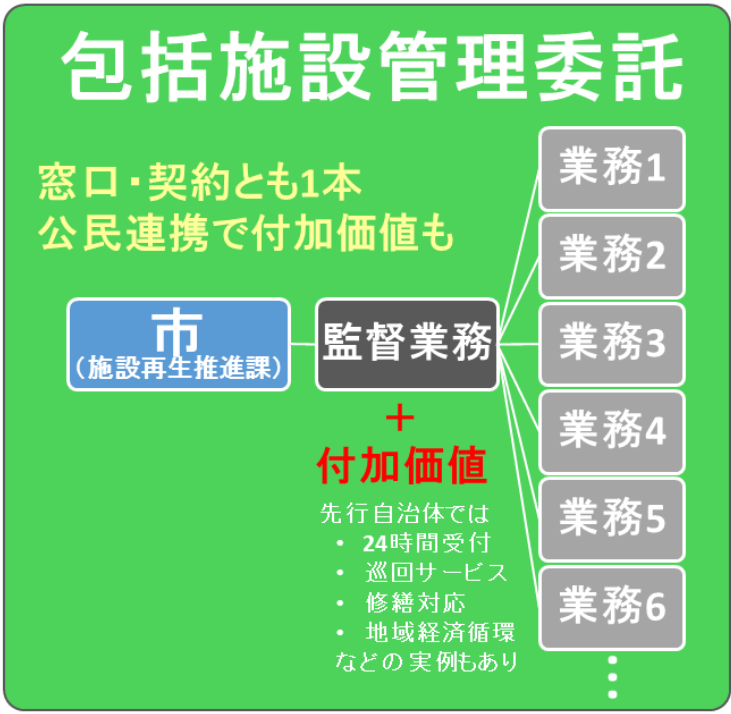 包括施設管理委託
窓口・契約とも1本
公民連携で付加価値も
市
（施設再生推進課）
監督業務
＋
付加価値
先行自治体では
・ 24時間受付
・ 巡回サービス
・ 修繕対応
・ 地域経済循環
などの実例もあり
業務1
業務2
業務3
業務4
業務5
業務6